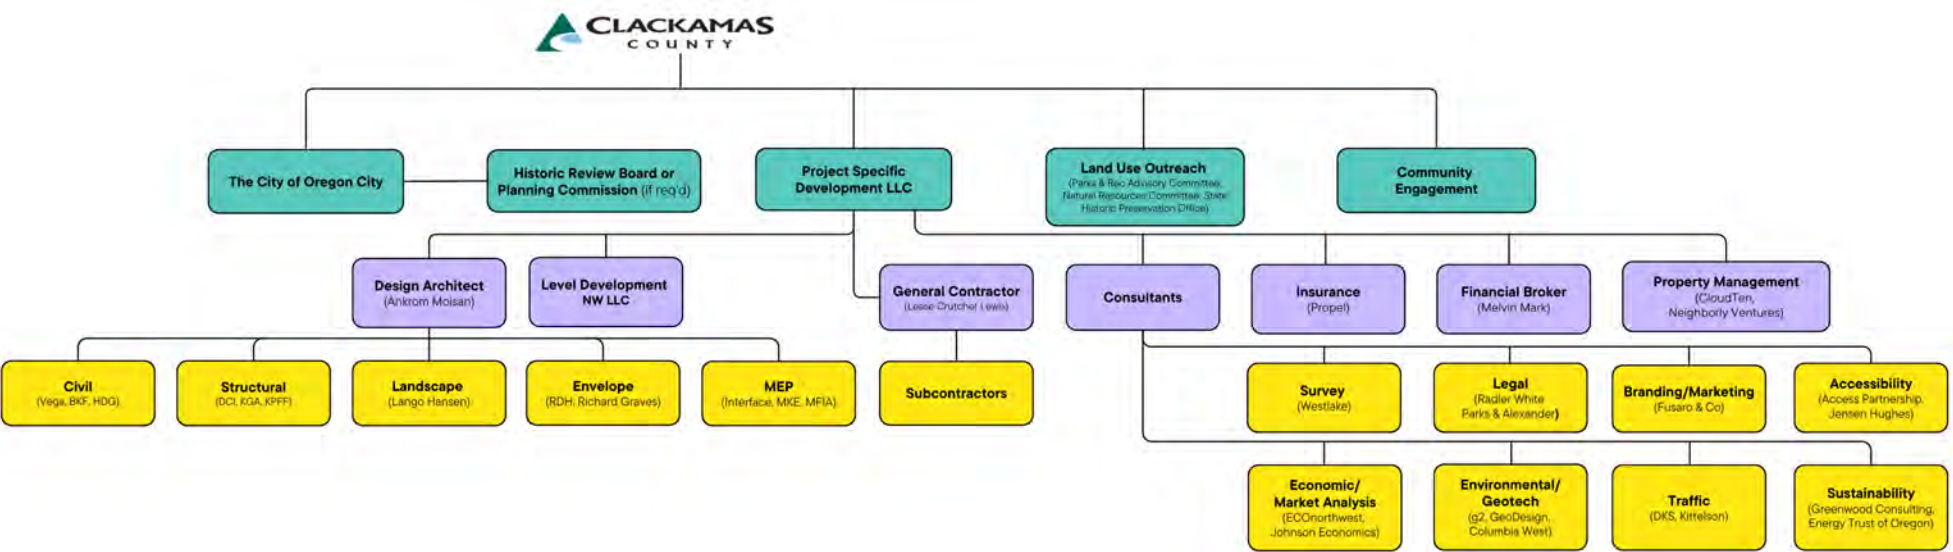 CLACKAMAS
COUNTY
The City of Oregon City
Historic Review Board or
Planning Commission (if req'd)
Project Specific
Development LLC
Land Use Outreach
(Parks & Rec Advisory Committee,
Natural Resources Committee, State
Historic Preservation Office)
Community
Engagement
Design Architect
(Ankrom Moisan)
Level Development
NW LLC
General Contractor
(Lease Crutcher Lewis)
Consultants
Insurance
(Propel)
Financial Broker
(Melvin Mark)
Property Management
(CloudTen,
Neighborly Ventures)
Civil
(Vega, BKF, HDG)
Structural
(DCI, KGA, KPFF)
Landscape
(Lango Hansen)
Envelope
(RDH, Richard Graves)
MEP
(Interface, MKE, MFIA)
Subcontractors
Survey
(Westlake)
Legal
(Radler White
Parks & Alexander)
Branding/Marketing
(Fusaro & Co)
Accessibility
(Access Partnership,
Jensen Hughes)
Economic/
Market Analysis
(ECOnorthwest,
Johnson Economics)
Environmental/
Geotech
(g2, GeoDesign,
Columbia West)
Traffic
(DKS, Kittelson)
Sustainability
(Greenwood Consulting,
Energy Trust of Oregon)